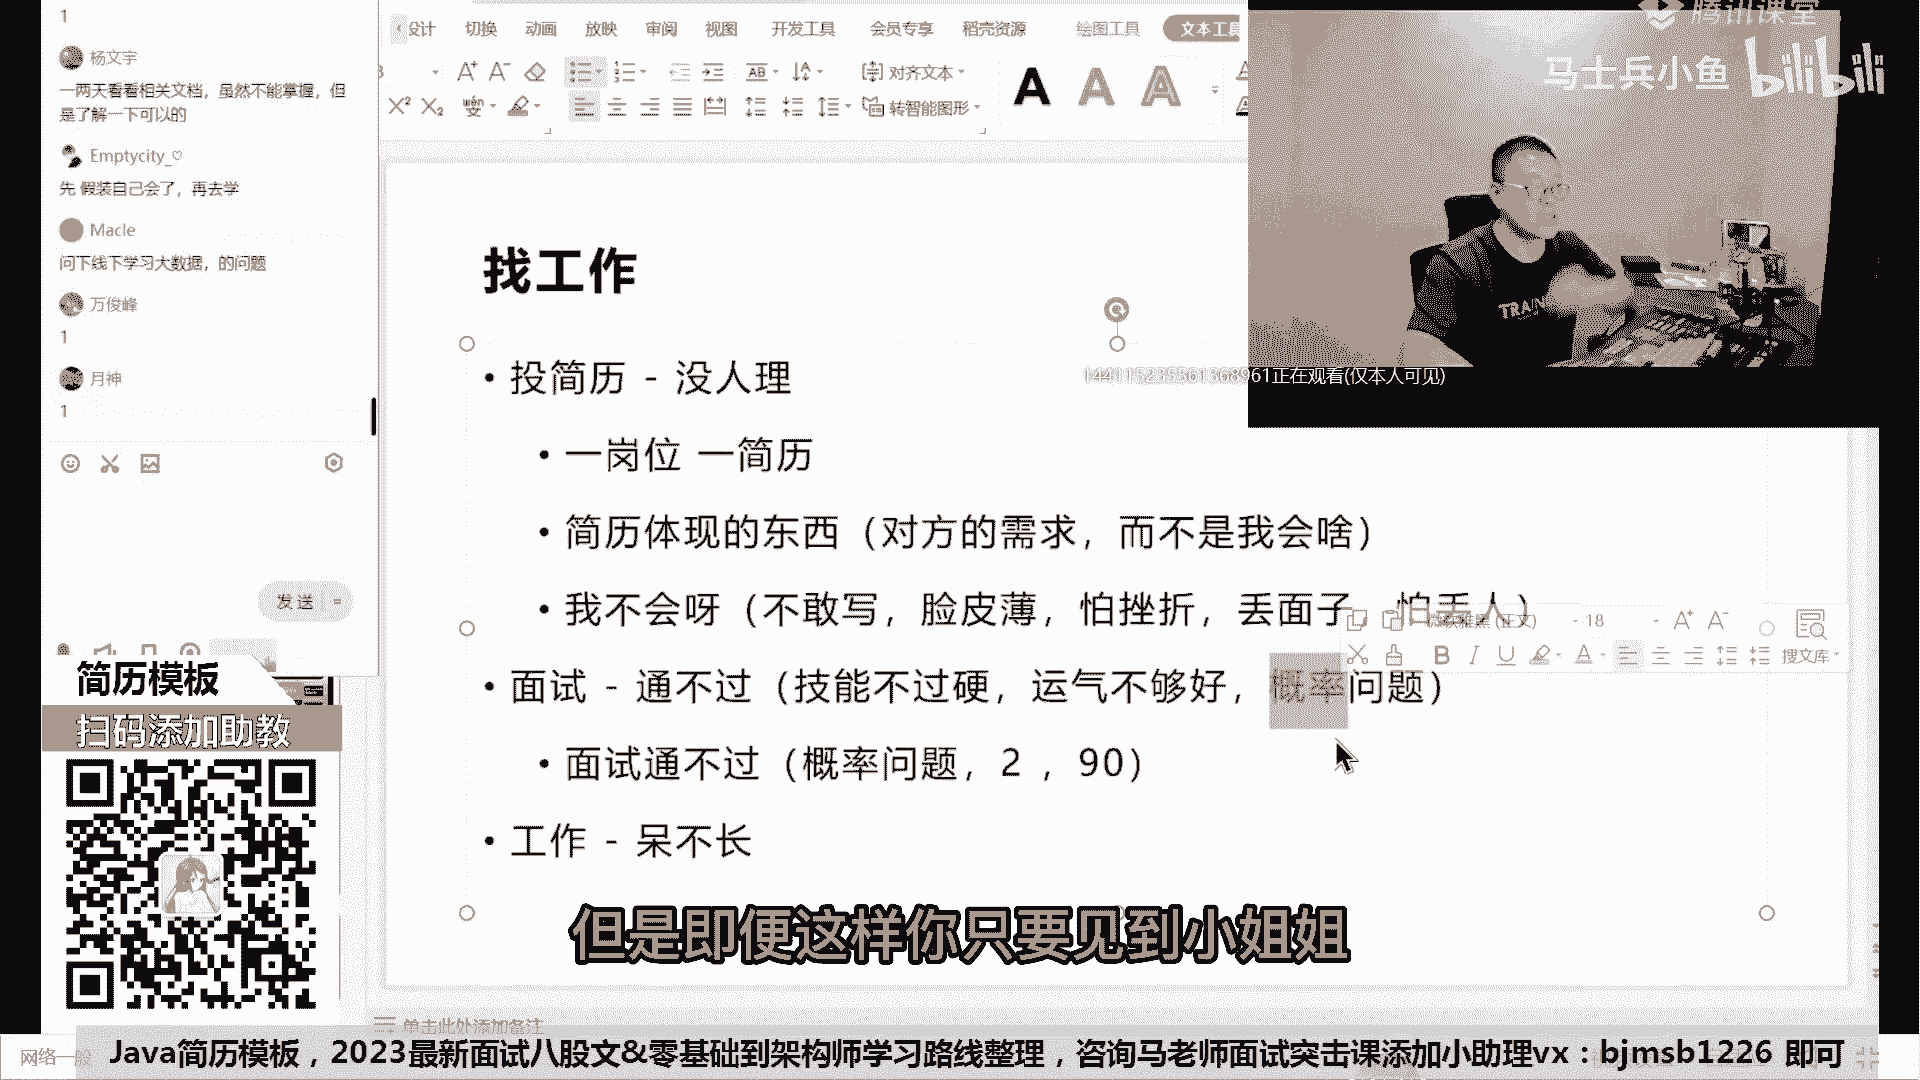 1
杨文宇
一两天看看相关文档，虽然不能掌握，但
是了解一下可以的
Emptycity_♡
先 假装自己会了，再去学
Macle
问下线下学习大数据，的问题
万俊峰
1
月神
1
发送
简历模板
扫码添加助教
设计 切换 动画 放映 审阅 视图 开发工具 会员专享 稻壳资源 绘图工具 文本工具
对齐文本
转智能图形
腾讯课堂
马士兵小鱼 bilibili
144115235561368961正在观看(仅本人可见)
找工作
• 投简历 - 没人理
• 一岗位 一简历
• 简历体现的东西（对方的需求，而不是我会啥）
• 我不会呀（不敢写，脸皮薄，怕挫折，丢面子，怕丢人）
18
B I U A 搜文库
• 面试 - 通不过（技能不过硬，运气不够好，概率问题）
• 面试通不过（概率问题，2 ，90）
• 工作 - 呆不长
但是即便这样你只要见到小姐姐
单击此处添加备注
网络一般
Java简历模板，2023最新面试八股文&零基础到架构师学习路线整理，咨询马老师面试突击课添加小助理vx：bjmsb1226 即可